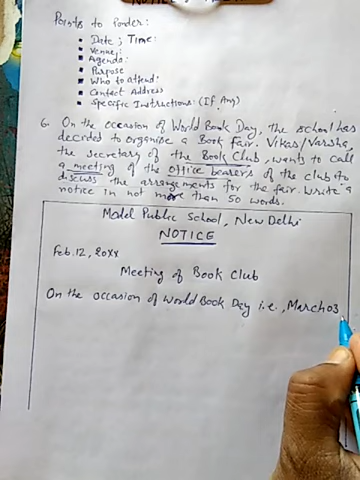 Points to Ponder:
▪ Date ; Time:
▪ Venue:
▪ Agenda:
▪ Purpose
▪ Who to attend:
▪ Contact Address
▪ Specific Instructions: (If Any)
6. On the occasion of World Book Day, the school has
decided to organise a Book Fair. Vikas/Varsha,
the secretary of the Book Club, wants to call
a meeting of the office bearers of the club to
discuss the arrangements for the fair. Write a
notice in not more than 50 words.
Model Public School, New Delhi
NOTICE
Feb. 12, 20XX
Meeting of Book Club
On the occasion of World Book Day i.e., March 03